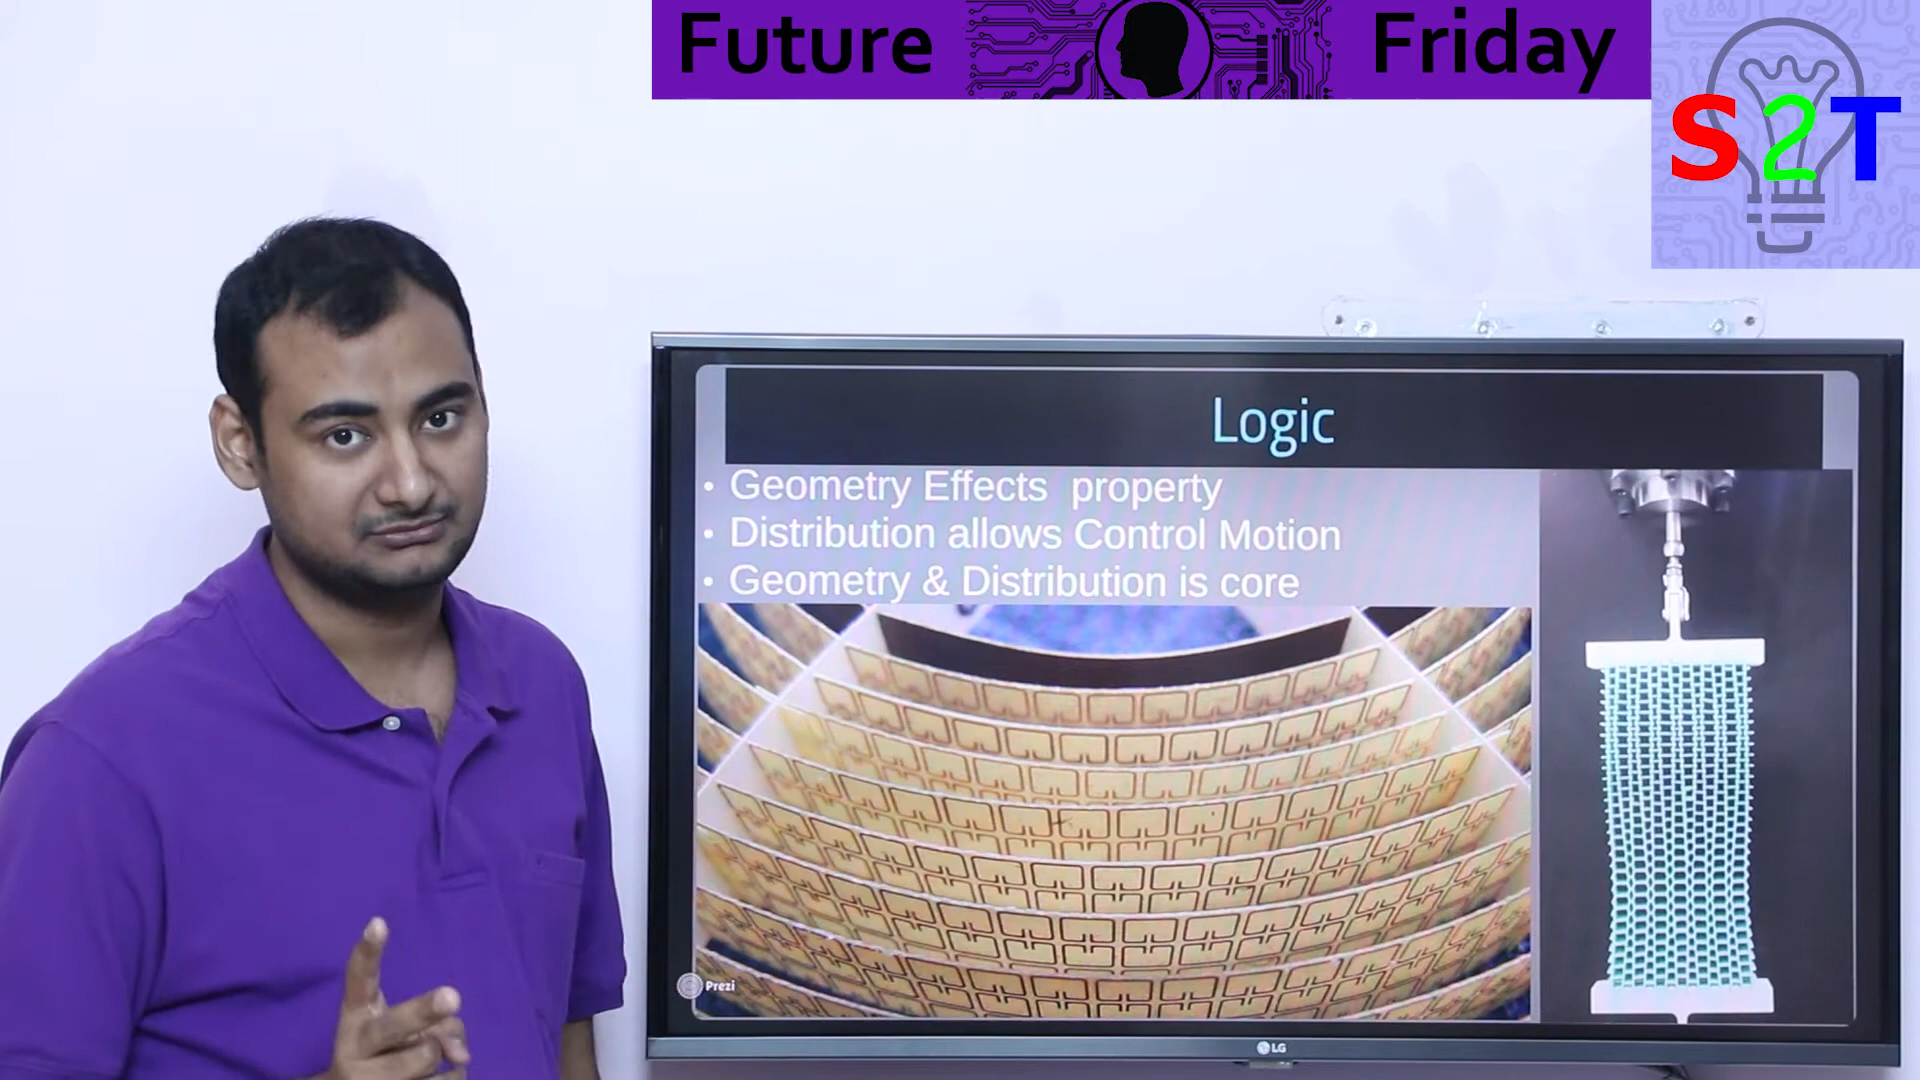 Future Friday
S2T
Logic
• Geometry Effects property
• Distribution allows Control Motion
• Geometry & Distribution is core
Prezi
LG